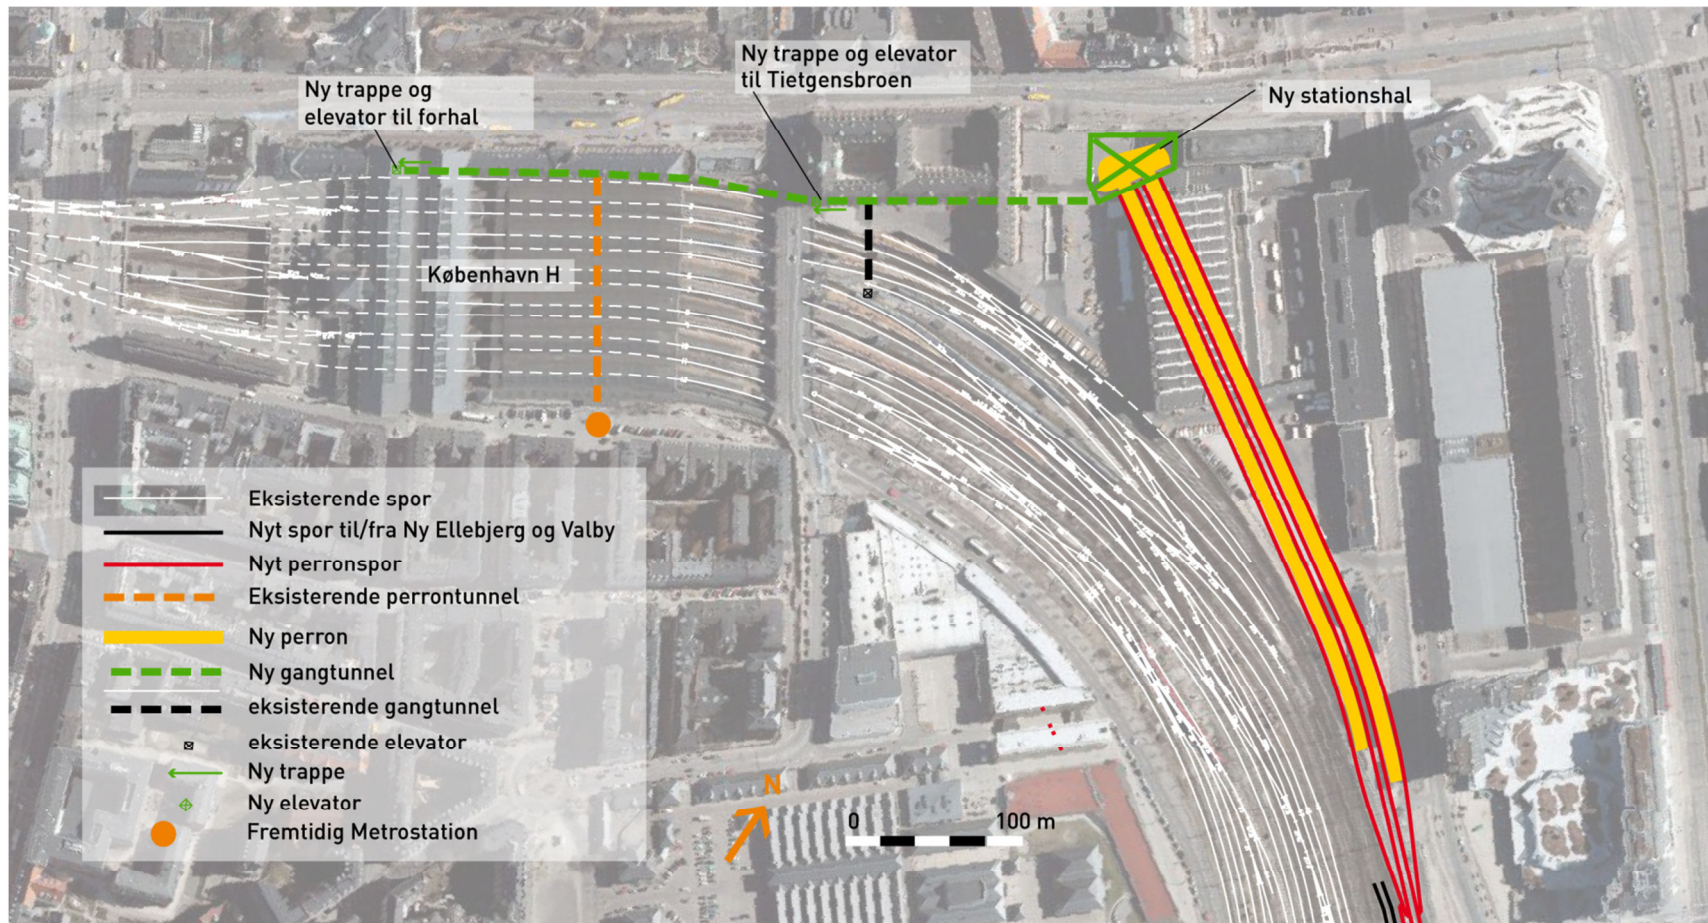 Ny trappe og
elevator til forhal
Ny trappe og elevator
til Tietgensbroen
Ny stationshal
København H
Eksisterende spor
Nyt spor til/fra Ny Ellebjerg og Valby
Nyt perronspor
Eksisterende perrontunnel
Ny perron
Ny gangtunnel
eksisterende gangtunnel
eksisterende elevator
Ny trappe
Ny elevator
Fremtidig Metrostation
N
0 100 m